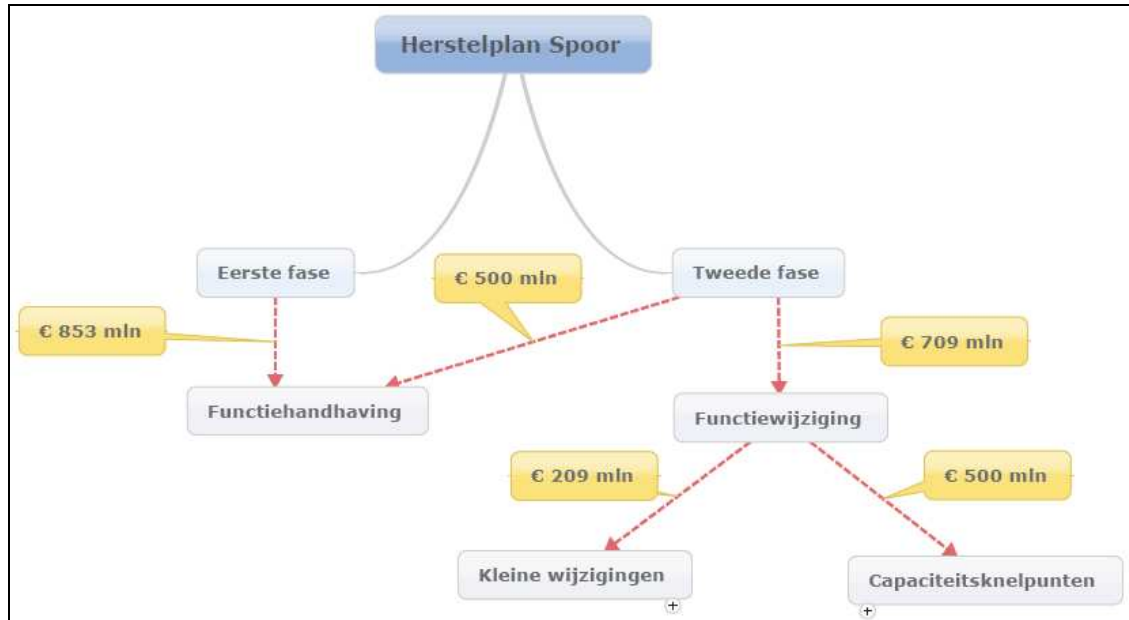 Herstelplan Spoor
Eerste fase
€ 500 mln
Tweede fase
€ 853 mln
€ 709 mln
Functiehandhaving
Functiewijziging
€ 209 mln
€ 500 mln
Kleine wijzigingen
Capaciteitsknelpunten